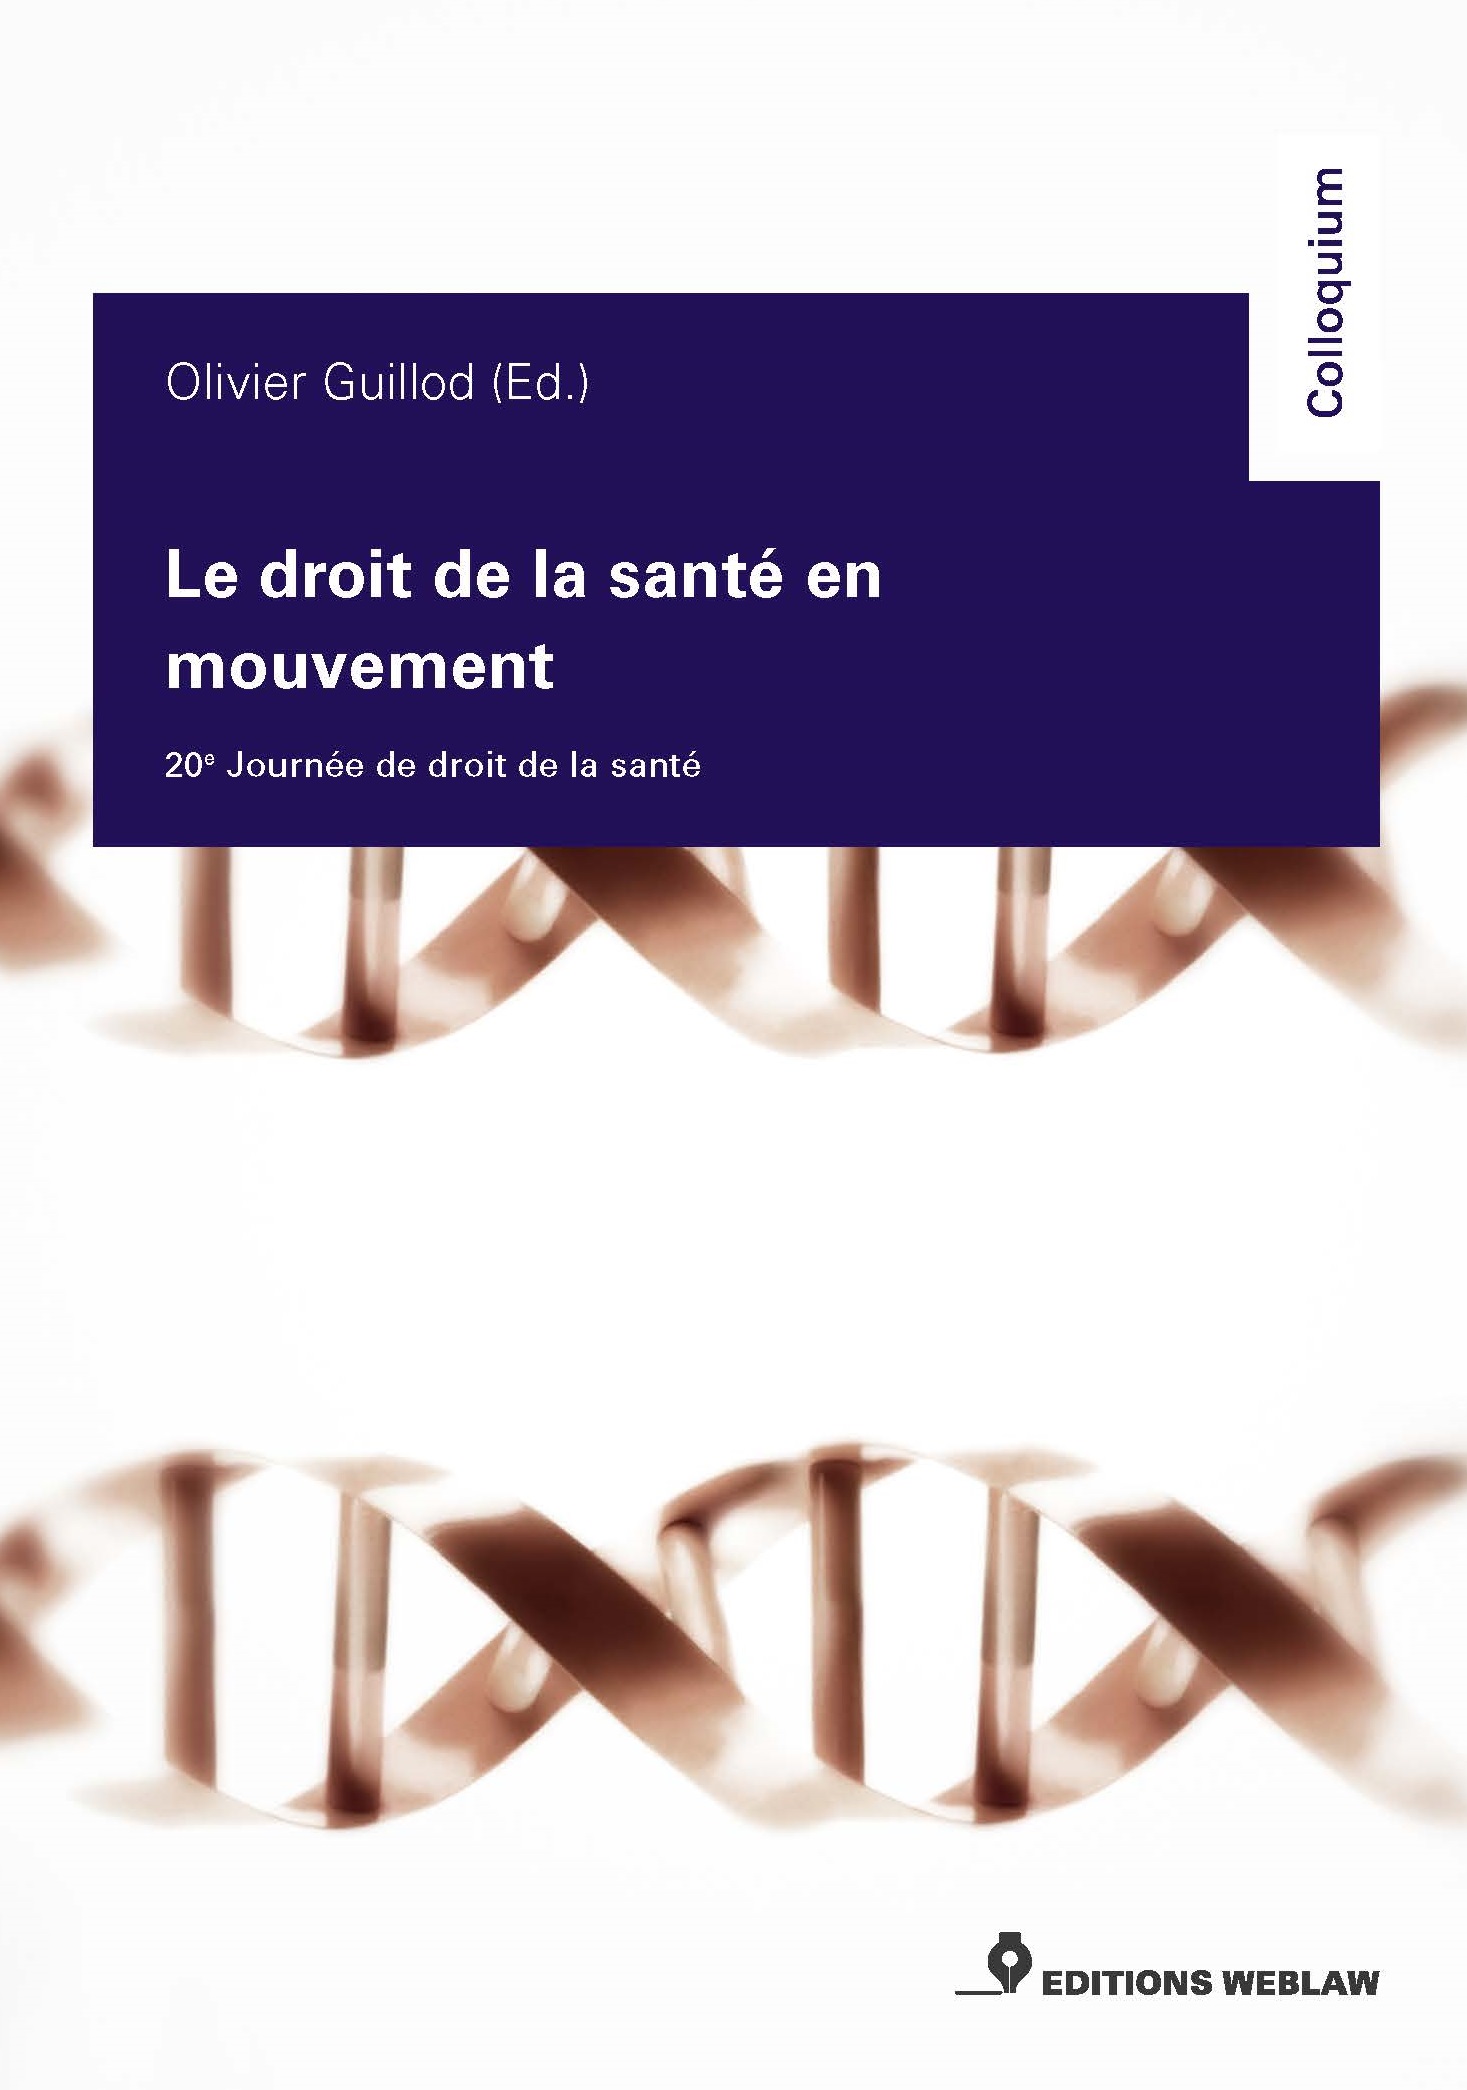 Colloquium
Olivier Guillod (Ed.)
Le droit de la santé en
mouvement
20e Journée de droit de la santé
EDITIONS WEBLAW